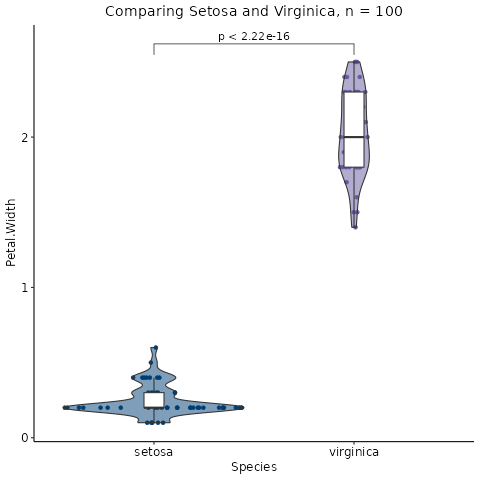 Comparing Setosa and Virginica, n = 100
p < 2.22e-16
2
Petal.Width
1
0
setosa
virginica
Species